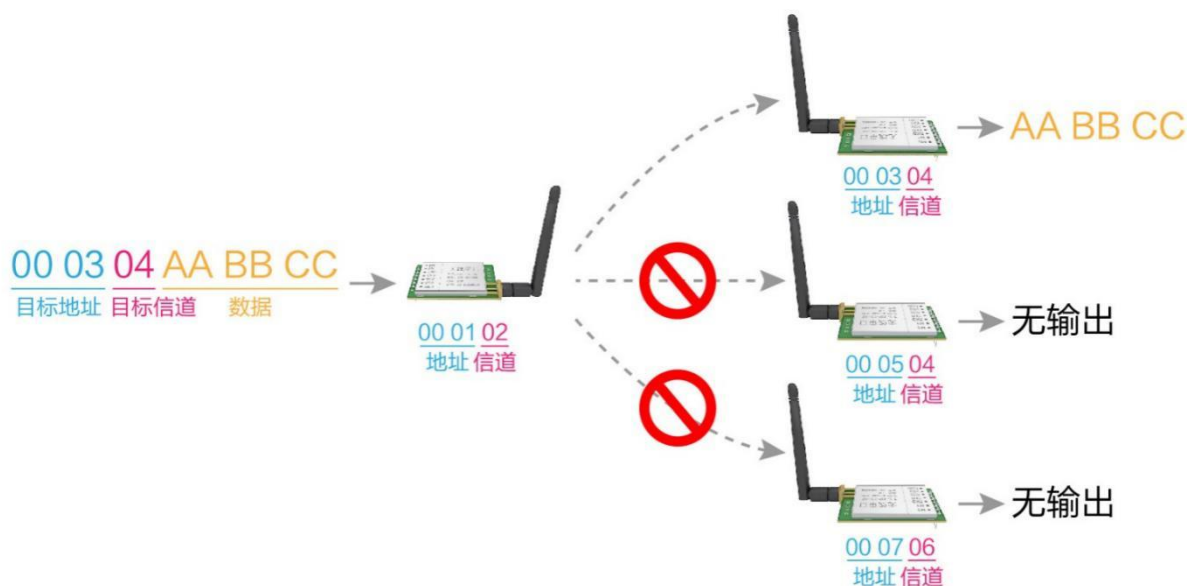 00 03 04 AA BB CC
目标地址 目标信道 数据
00 01 02
地址 信道
AA BB CC
00 03 04
地址 信道
无输出
00 05 04
地址 信道
无输出
00 07 06
地址 信道